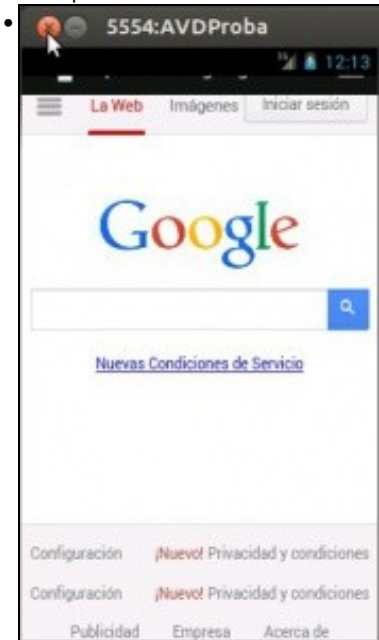 5554:AVDProba
12:13
La Web Imágenes Iniciar sesión
Google
Nuevas Condiciones de Servicio
Configuración ¡Nuevo! Privacidad y condiciones
Configuración ¡Nuevo! Privacidad y condiciones
Publicidad Empresa Acerca de